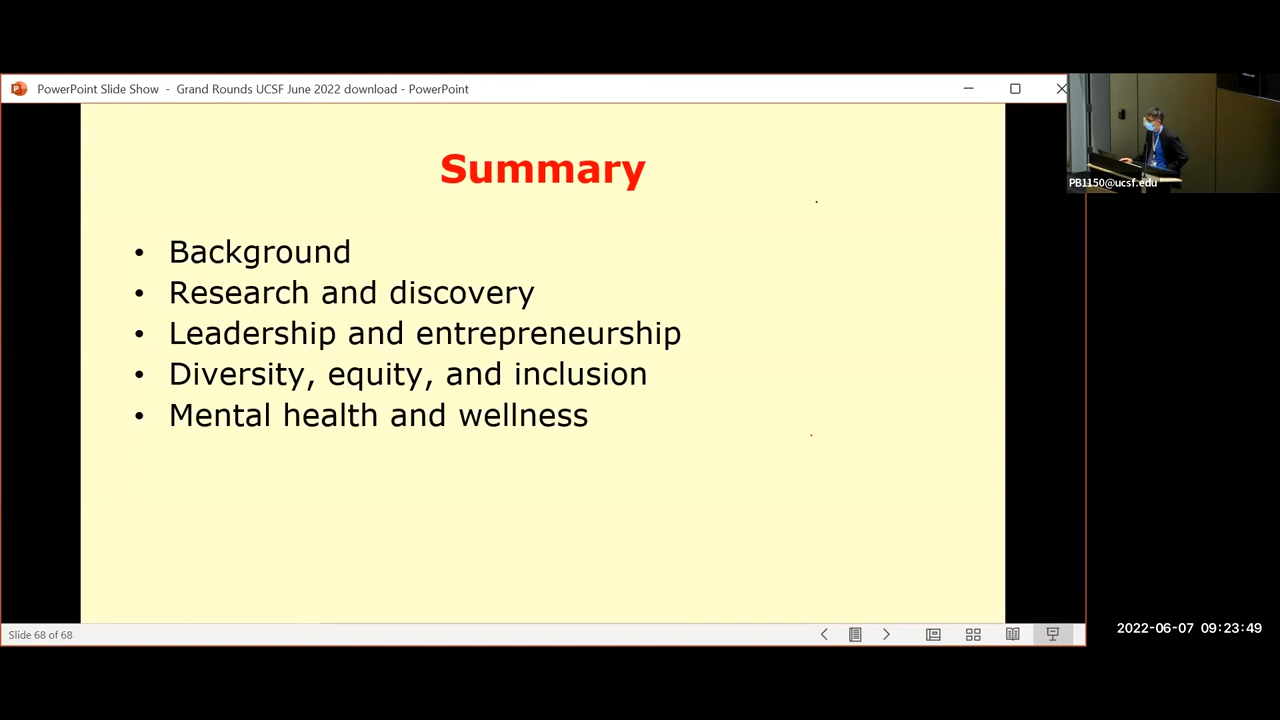 PowerPoint Slide Show - Grand Rounds UCSF June 2022 download - PowerPoint
PB1150@ucsf.edu
Summary
• Background
• Research and discovery
• Leadership and entrepreneurship
• Diversity, equity, and inclusion
• Mental health and wellness
Slide 68 of 68
2022-06-07 09:23:49